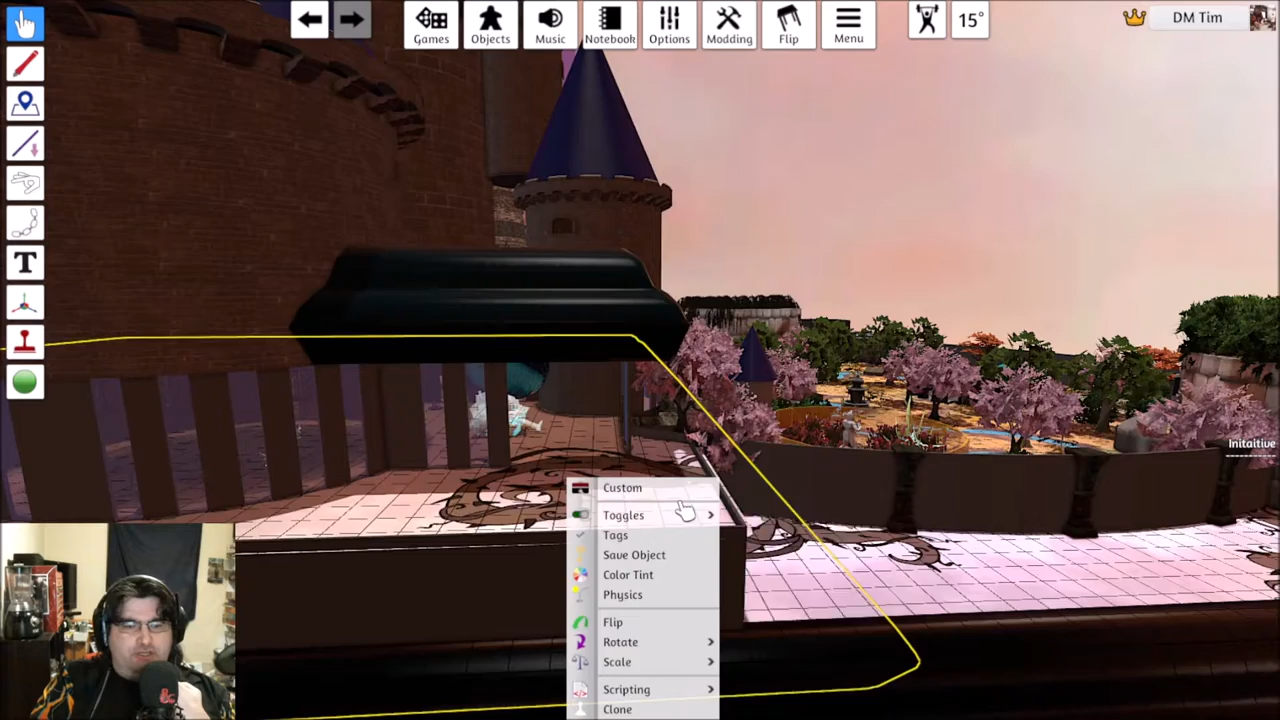 Games
Objects
Music
Notebook
Options
Modding
Flip
Menu
15°
DM Tim
T
Initaitive
Custom
Toggles
Tags
Save Object
Color Tint
Physics
Flip
Rotate
Scale
Scripting
Clone